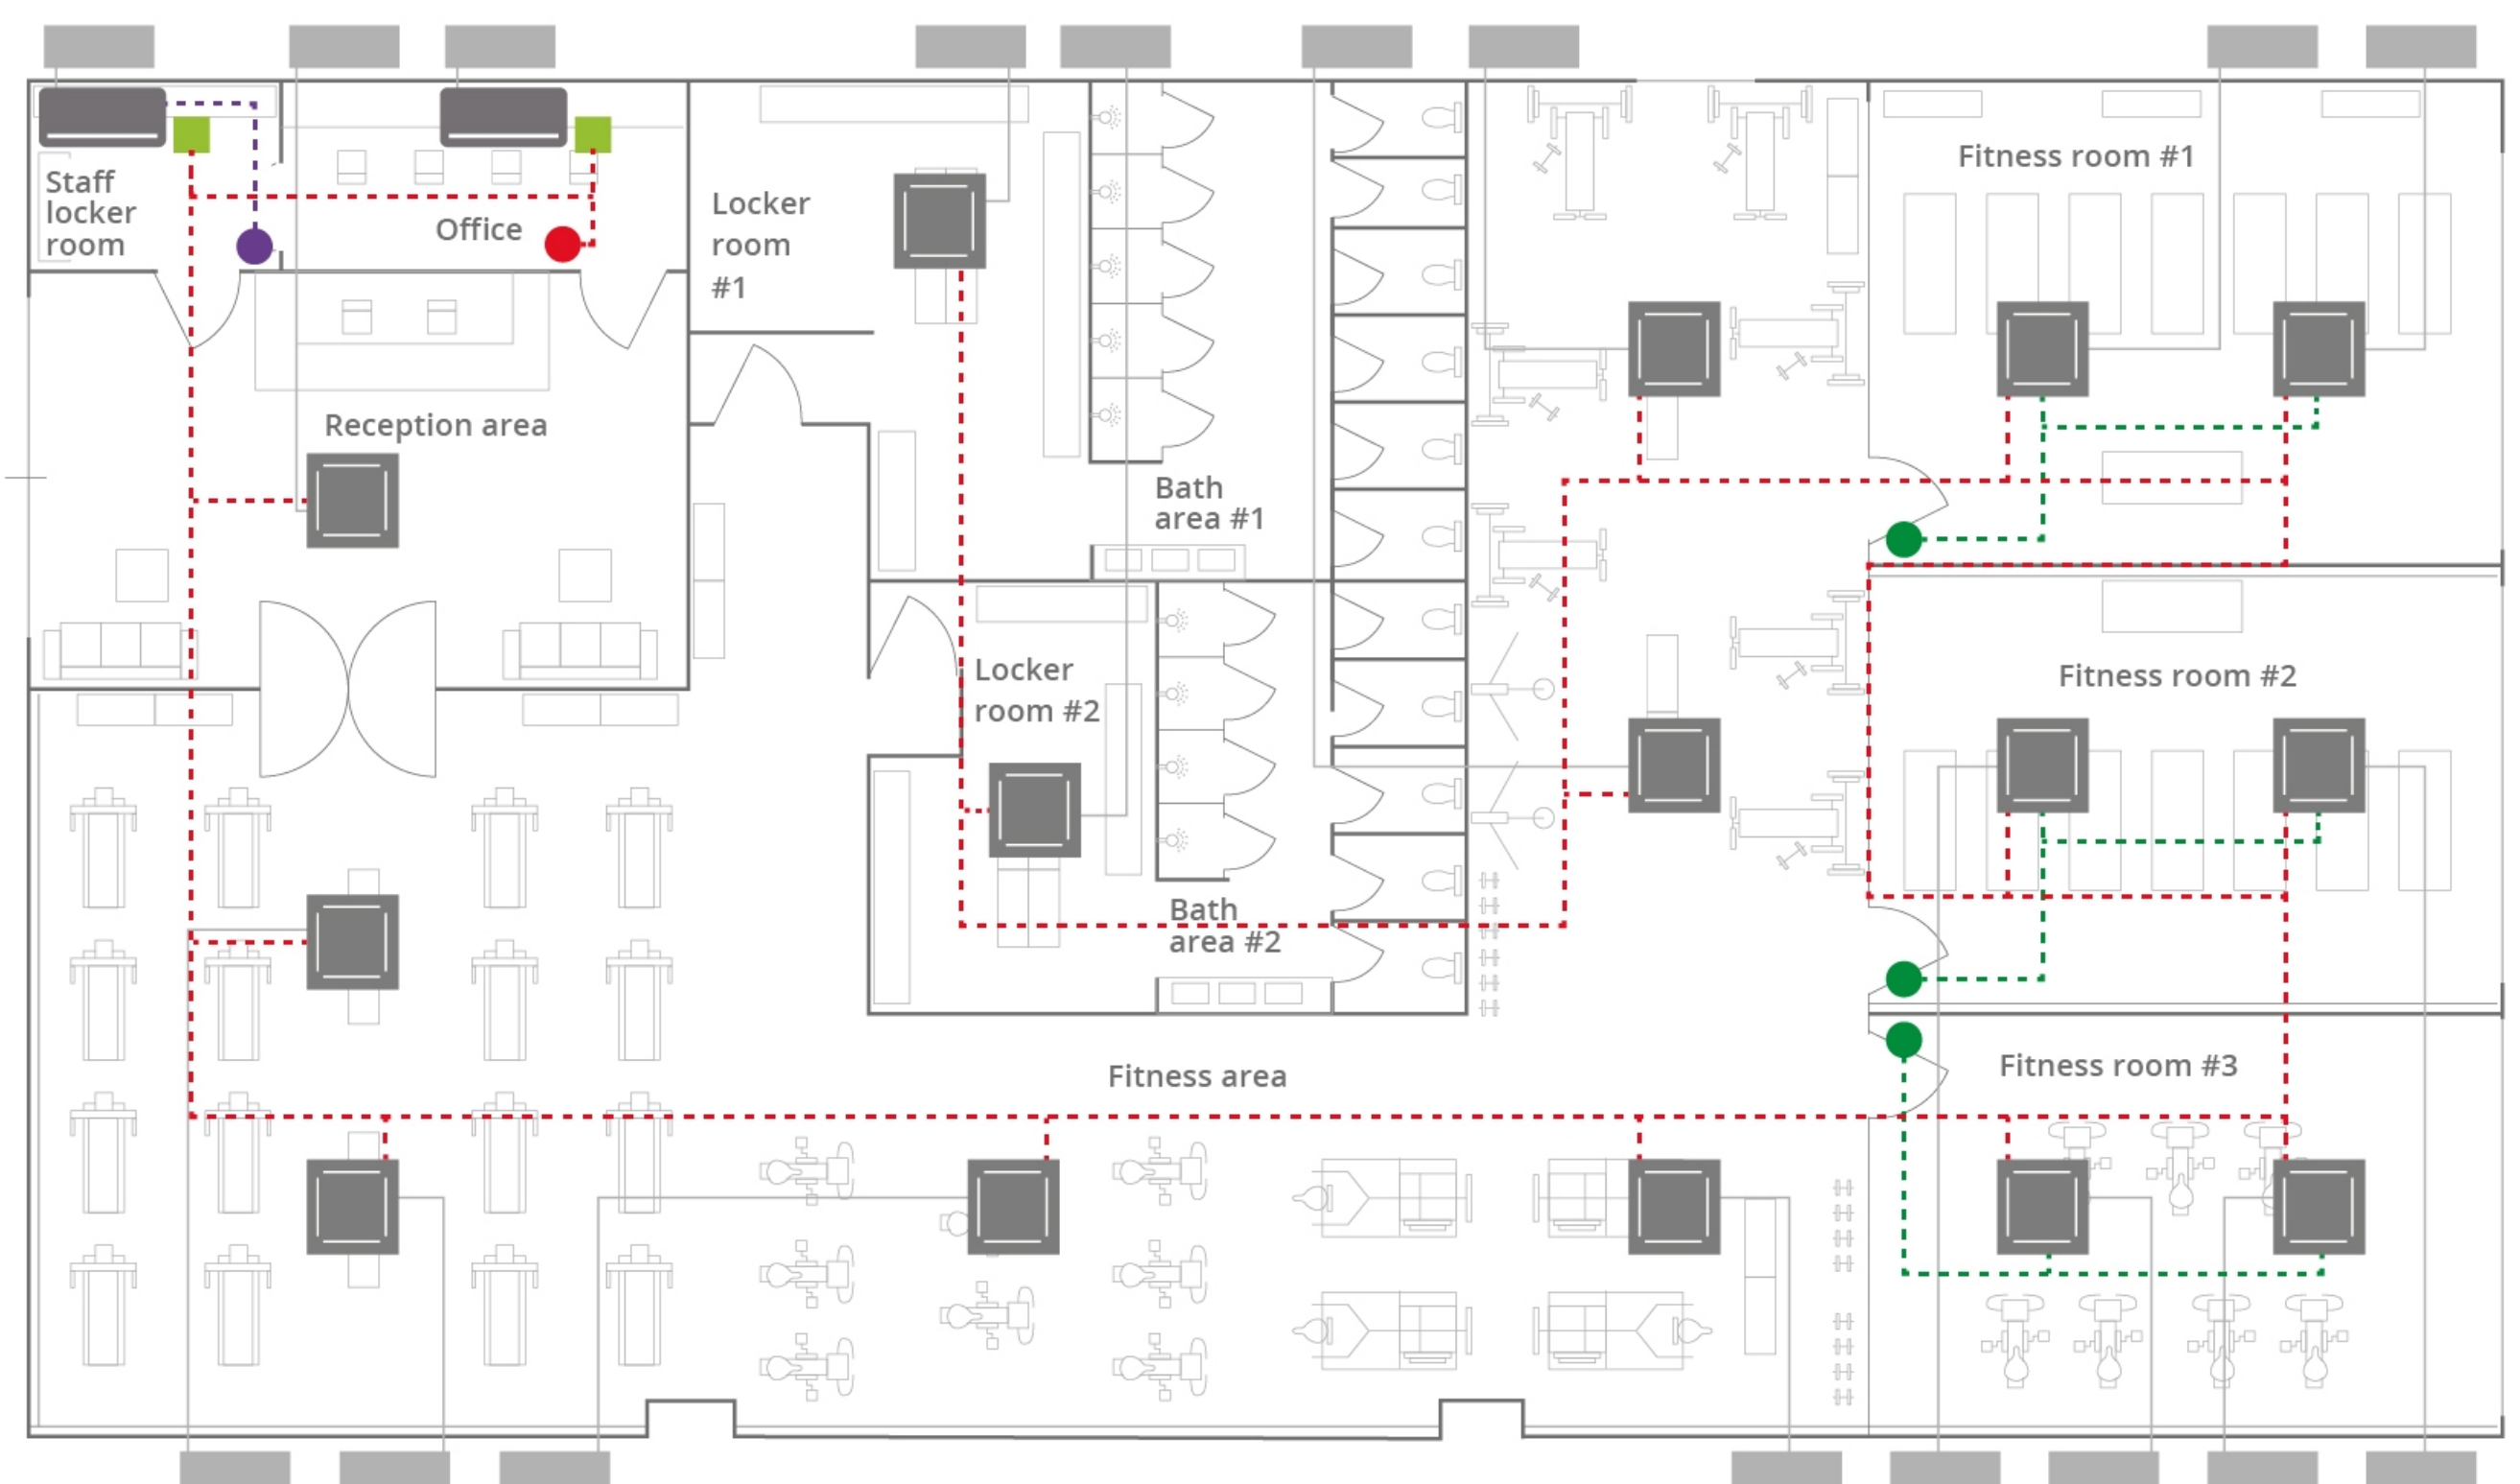 Staff
locker
room
Office
Locker
room
#1
Fitness room #1
Reception area
Bath
area #1
Locker
room #2
Fitness room #2
Bath
area #2
Fitness area
Fitness room #3